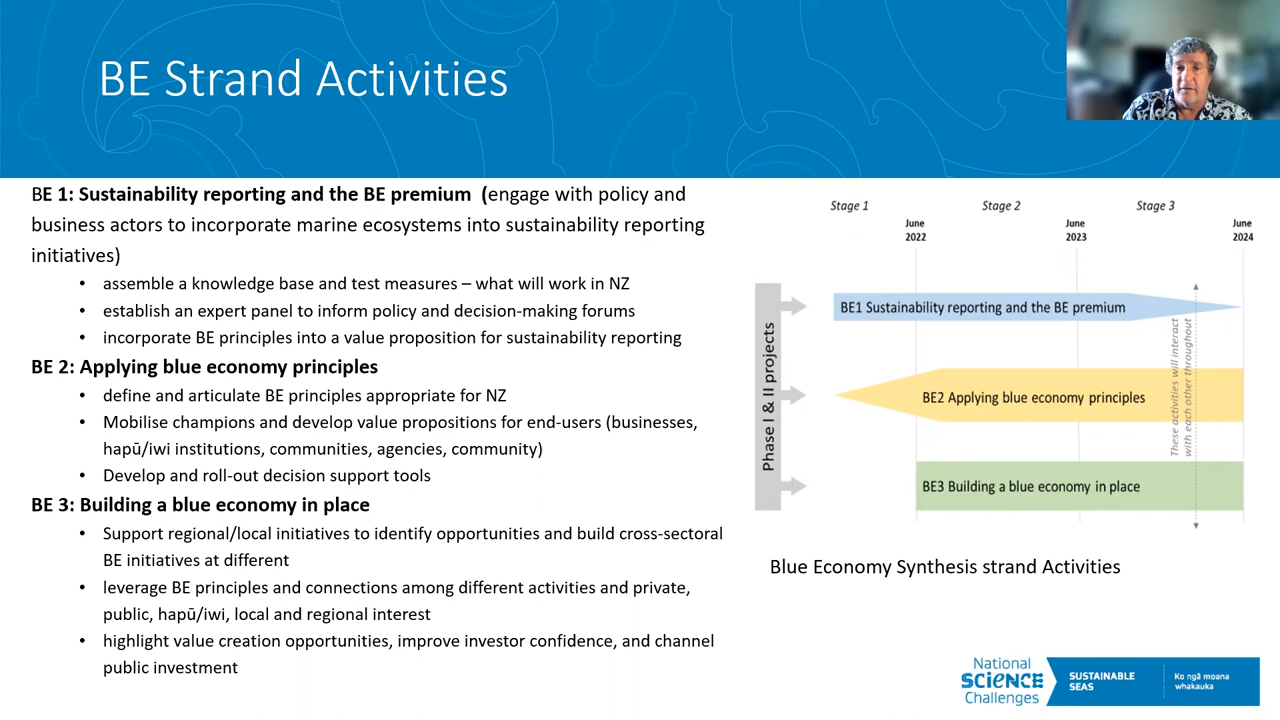 BE Strand Activities
BE 1: Sustainability reporting and the BE premium (engage with policy and
business actors to incorporate marine ecosystems into sustainability reporting
initiatives)
• assemble a knowledge base and test measures – what will work in NZ
• establish an expert panel to inform policy and decision-making forums
• incorporate BE principles into a value proposition for sustainability reporting
BE 2: Applying blue economy principles
• define and articulate BE principles appropriate for NZ
• Mobilise champions and develop value propositions for end-users (businesses,
hapū/iwi institutions, communities, agencies, community)
• Develop and roll-out decision support tools
BE 3: Building a blue economy in place
• Support regional/local initiatives to identify opportunities and build cross-sectoral
BE initiatives at different
• leverage BE principles and connections among different activities and private,
public, hapū/iwi, local and regional interest
• highlight value creation opportunities, improve investor confidence, and channel
public investment
Stage 1
Stage 2
Stage 3
June
2022
June
2023
June
2024
Phase I & II projects
BE1 Sustainability reporting and the BE premium
BE2 Applying blue economy principles
BE3 Building a blue economy in place
These activities will interact
with each other throughout
Blue Economy Synthesis strand Activities
National
SCiENCE
Challenges
SUSTAINABLE
SEAS
Ko ngā moana
whakauka